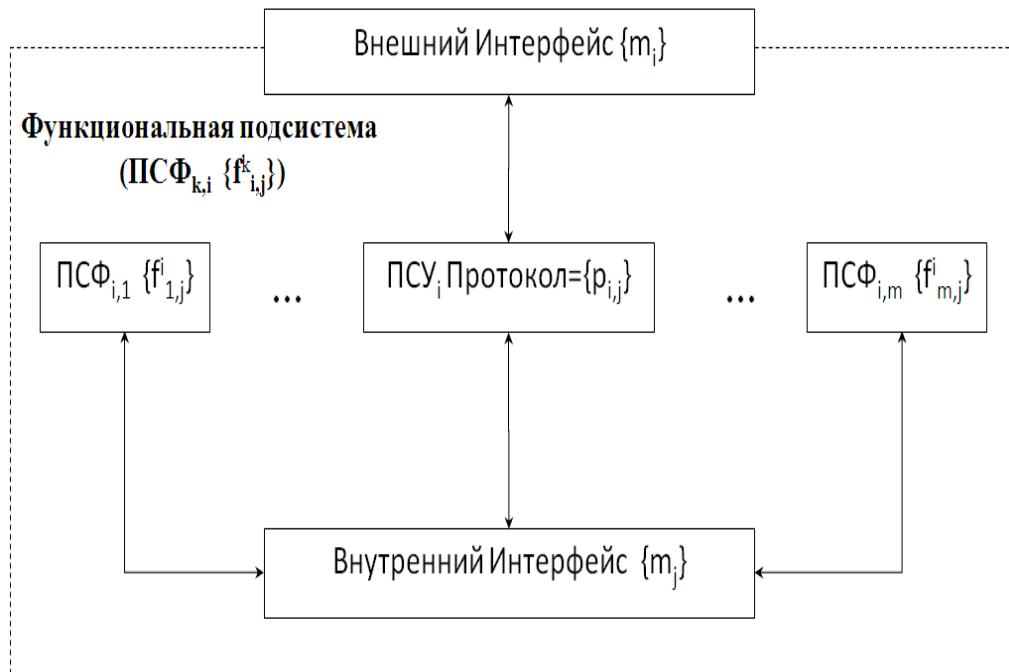 Внешний Интерфейс {mᵢ}
Функциональная подсистема
(ПСФₖ,ᵢ {fᵏᵢ,ⱼ})
ПСФᵢ,₁ {fⁱ₁,ⱼ}
...
ПСУᵢ Протокол={pᵢ,ⱼ}
...
ПСФᵢ,ₘ {fⁱₘ,ⱼ}
Внутренний Интерфейс {mⱼ}